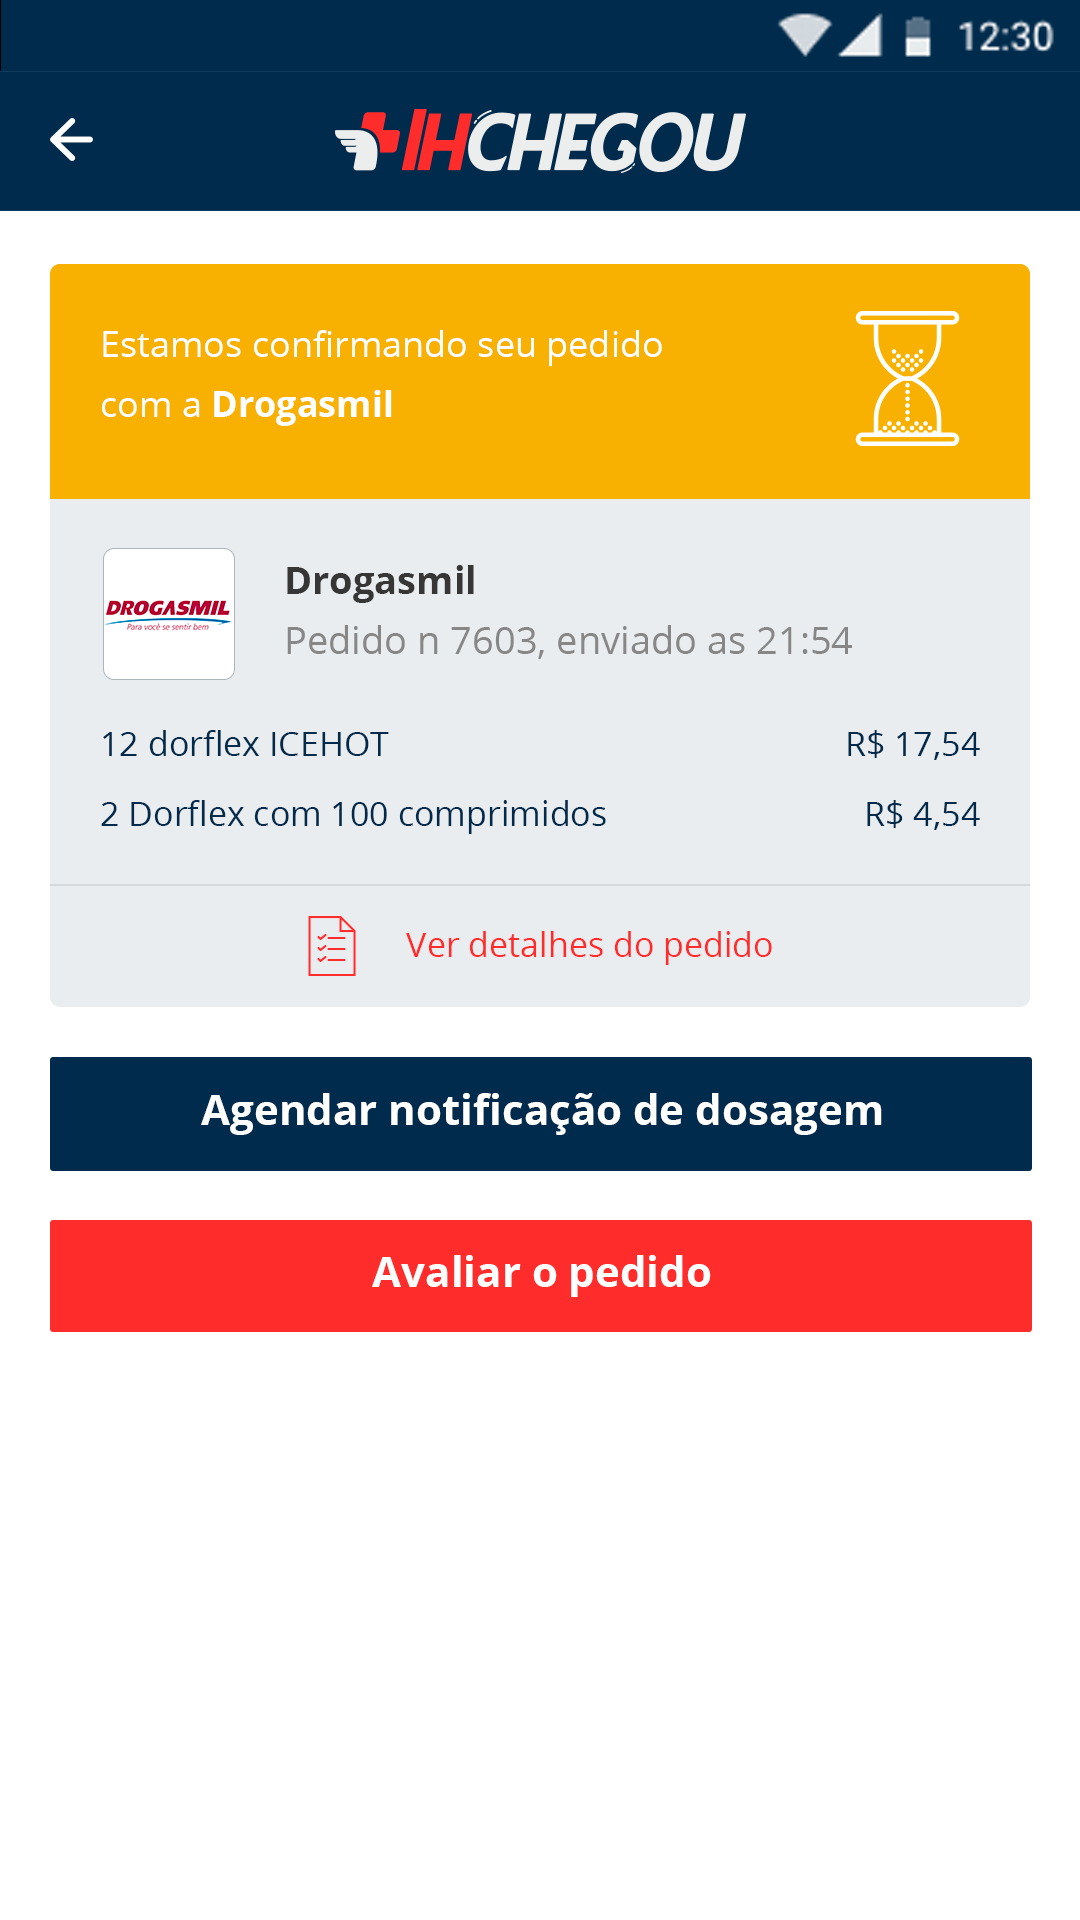 12:30
IHCHEGOU
Estamos confirmando seu pedido
com a Drogasmil
DROGASMIL
Para você se sentir bem
Drogasmil
Pedido n 7603, enviado as 21:54
12 dorflex ICEHOT R$ 17,54
2 Dorflex com 100 comprimidos R$ 4,54
Ver detalhes do pedido
Agendar notificação de dosagem
Avaliar o pedido